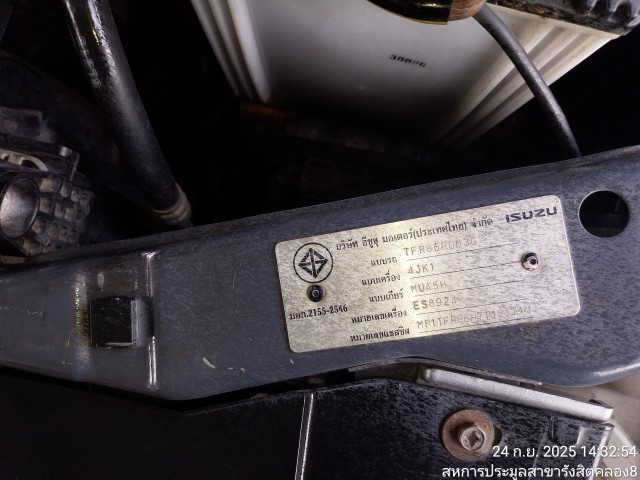 30020
บริษัท อีซูซุ มอเตอร์(ประเทศไทย) จำกัด ISUZU
แบบรถ
แบบเครื่อง 4JK1
แบบเกียร์ MUA5H
มอก.2155-2546 หมายเลขเครื่อง ES8924
หมายเลขแชสซีส
24 ก.ย. 2025 14:32:54
สหการประมูลสาขารังสิตคลอง8